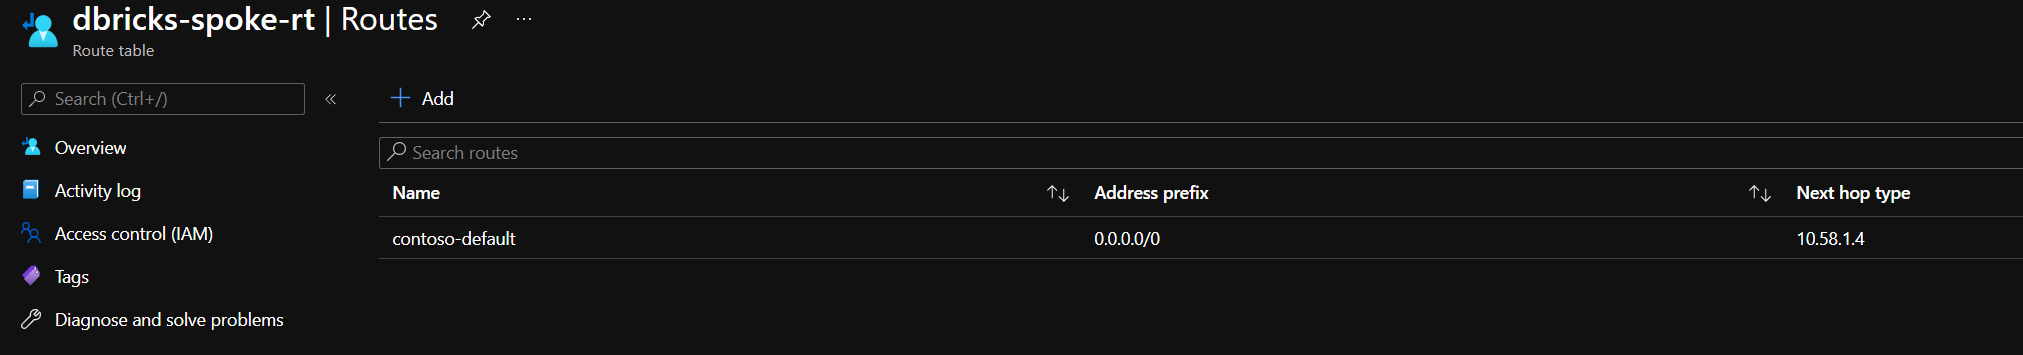 dbricks-spoke-rt | Routes
Route table
Search (Ctrl+/)
Overview
Activity log
Access control (IAM)
Tags
Diagnose and solve problems
Add
Search routes
Name Address prefix Next hop type
contoso-default 0.0.0.0/0 10.58.1.4